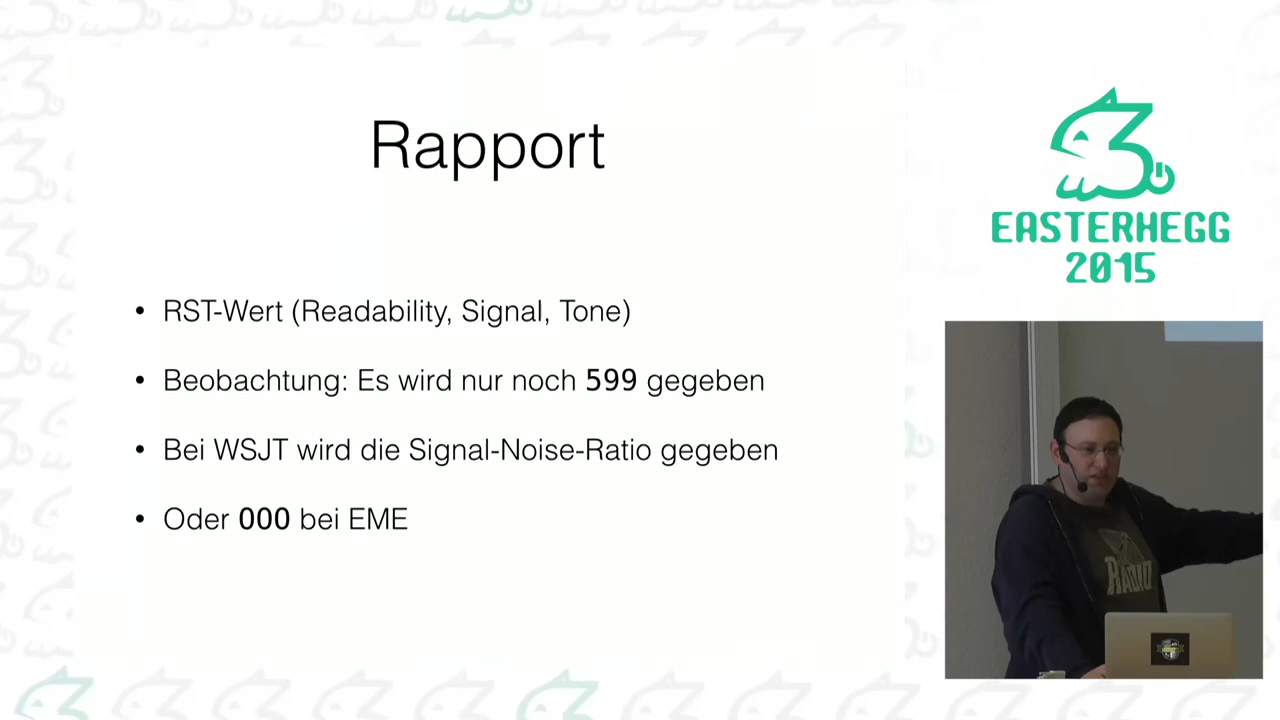 Rapport
• RST-Wert (Readability, Signal, Tone)
• Beobachtung: Es wird nur noch 599 gegeben
• Bei WSJT wird die Signal-Noise-Ratio gegeben
• Oder 000 bei EME
EASTERHEGG
2015
RADIO